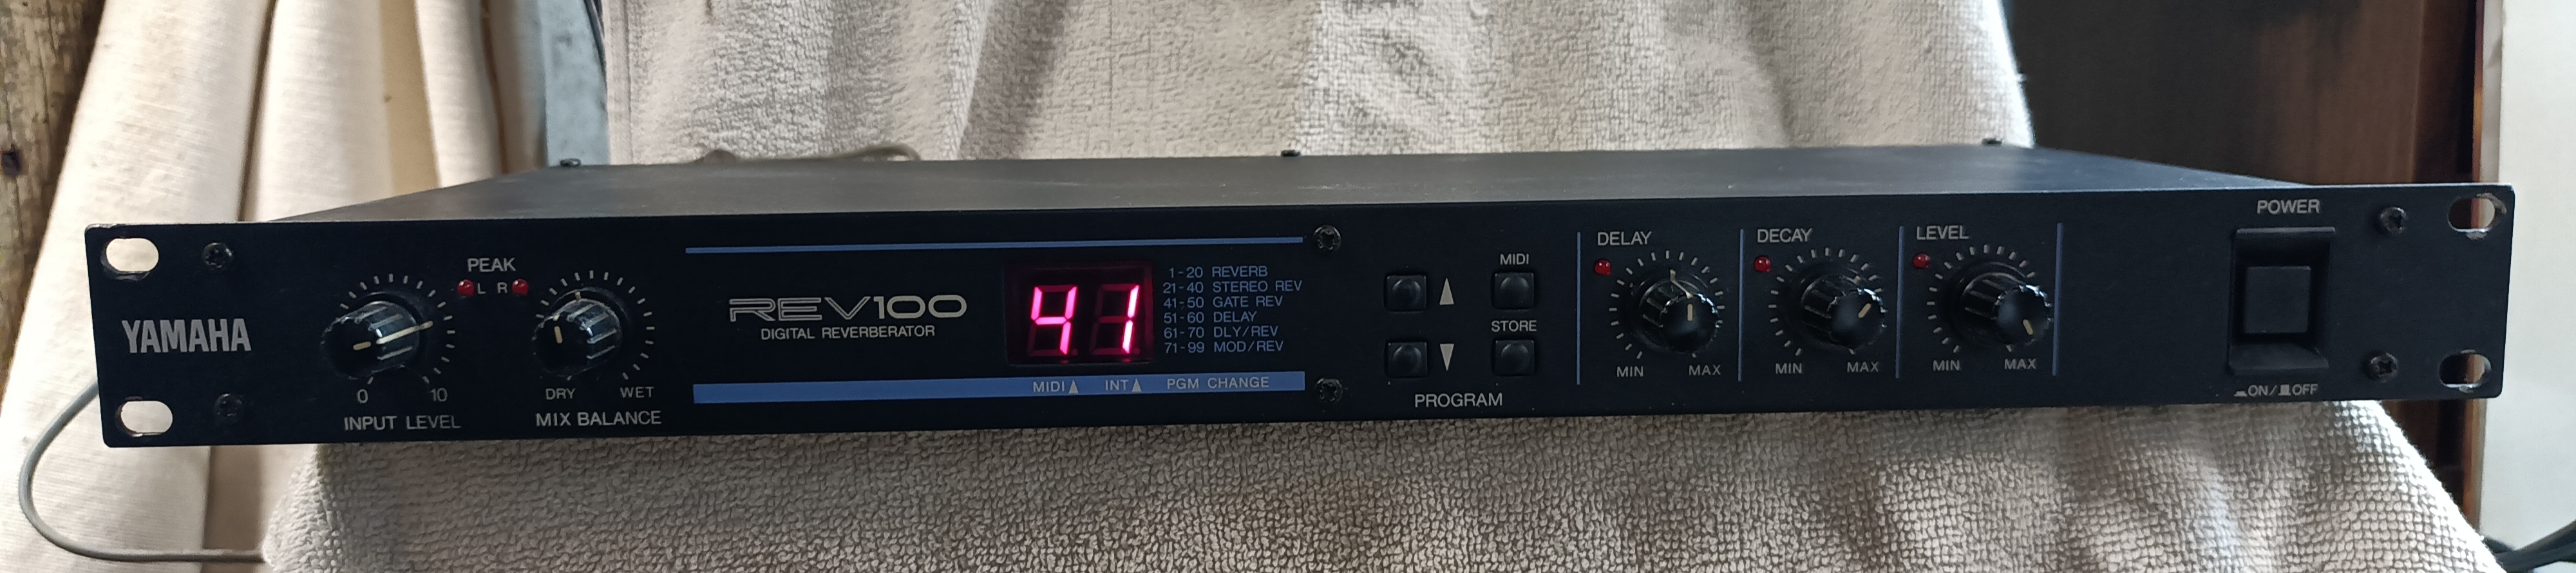 YAMAHA
PEAK
L R
0 10
INPUT LEVEL
DRY WET
MIX BALANCE
REV100
DIGITAL REVERBERATOR
41
1-20 REVERB
21-40 STEREO REV
41-50 GATE REV
51-60 DELAY
61-70 DLY/REV
71-99 MOD/REV
MIDI▲ INT▲ PGM CHANGE
▲
▼
PROGRAM
MIDI
STORE
DELAY
MIN MAX
DECAY
MIN MAX
LEVEL
MIN MAX
POWER
ON/ OFF